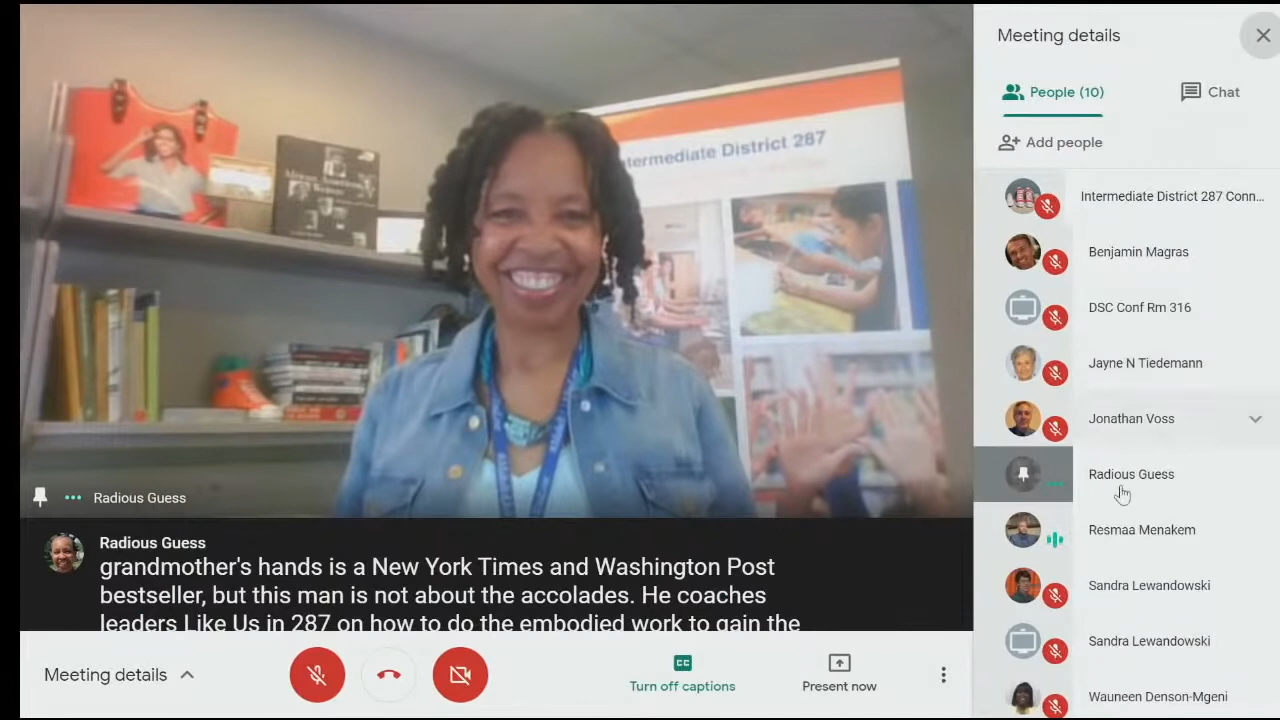 Intermediate District 287
African American
Radious Guess
Radious Guess
grandmother's hands is a New York Times and Washington Post
bestseller, but this man is not about the accolades. He coaches
leaders Like Us in 287 on how to do the embodied work to gain the
Meeting details
CC
Turn off captions
Present now
Meeting details
People (10)
Chat
Add people
Intermediate District 287 Conn...
Benjamin Magras
DSC Conf Rm 316
Jayne N Tiedemann
Jonathan Voss
Radious Guess
Resmaa Menakem
Sandra Lewandowski
Sandra Lewandowski
Wauneen Denson-Mgeni